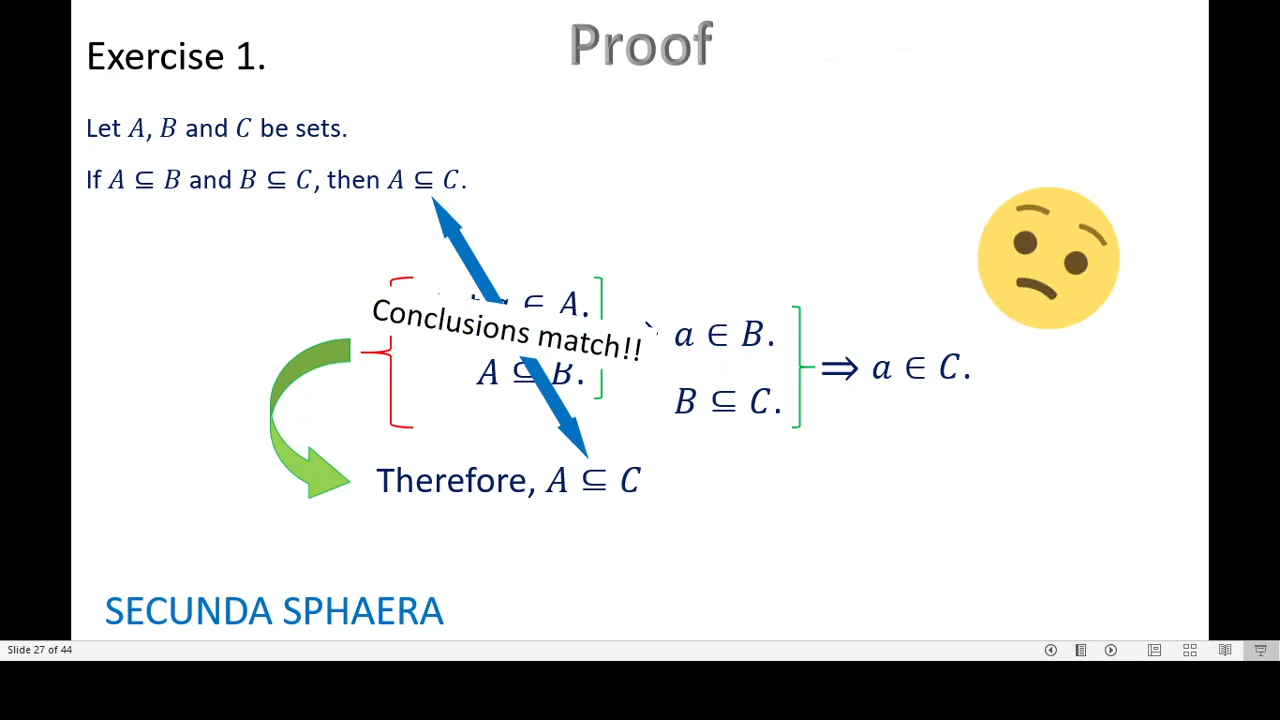 Proof
Exercise 1.
Let A, B and C be sets.
If A ⊆ B and B ⊆ C, then A ⊆ C.
∈ A.
Conclusions match!!
a ∈ B.
A ⊆ B.
⇒ a ∈ C.
B ⊆ C.
Therefore, A ⊆ C
SECUNDA SPHAERA
Slide 27 of 44